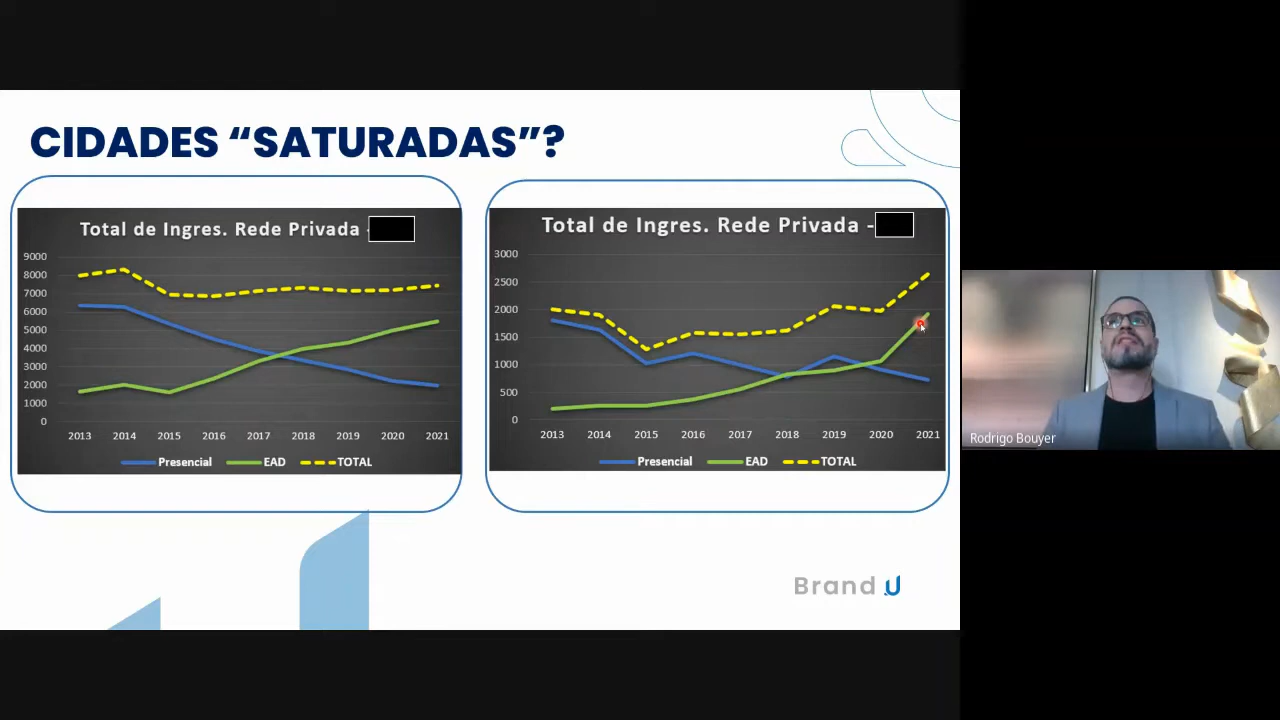 CIDADES “SATURADAS”?
Total de Ingres. Rede Privada -
9000
8000
7000
6000
5000
4000
3000
2000
1000
0
2013 2014 2015 2016 2017 2018 2019 2020 2021
Presencial EAD TOTAL
Total de Ingres. Rede Privada -
3000
2500
2000
1500
1000
500
0
2013 2014 2015 2016 2017 2018 2019 2020 2021
Presencial EAD TOTAL
Brand U
Rodrigo Bouyer